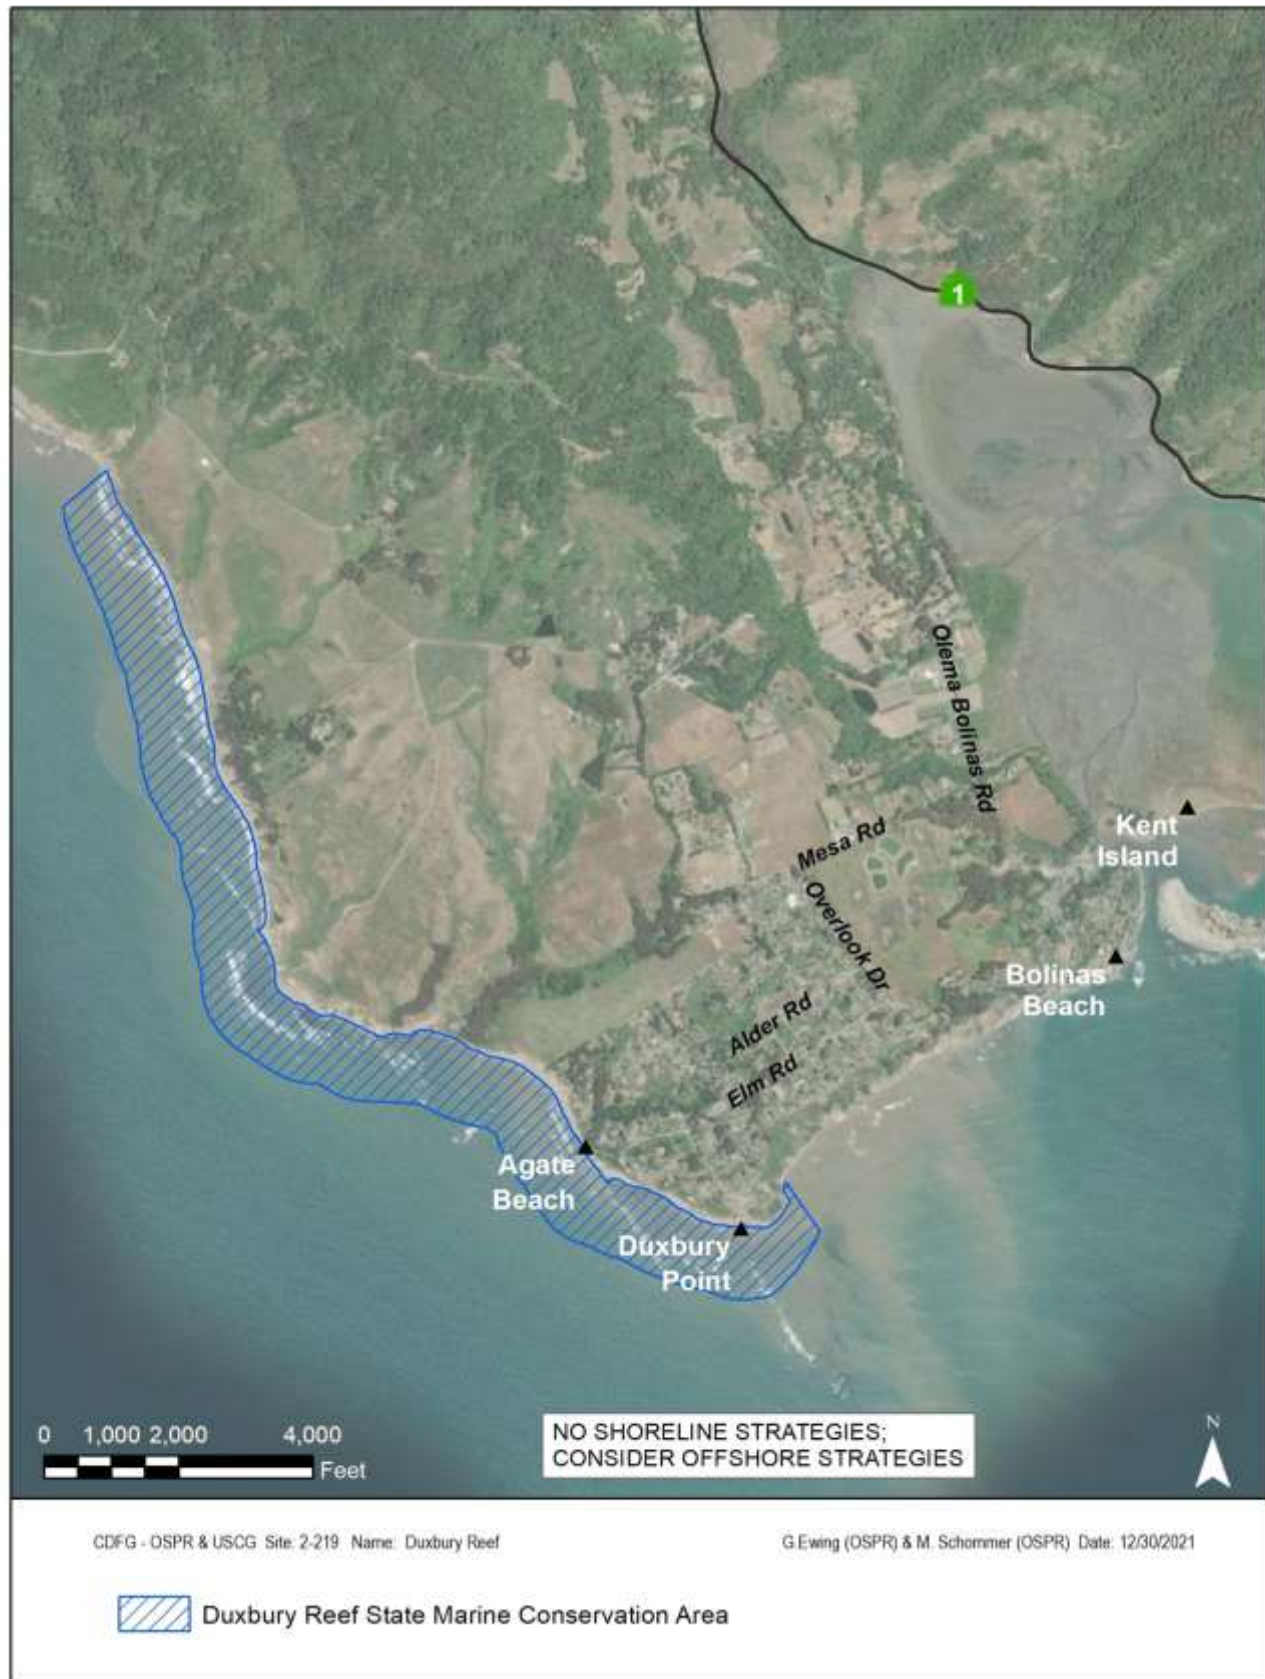 1
Olema Bolinas Rd
Kent
Island
Mesa Rd
Overlook Dr
Bolinas
Beach
Alder Rd
Elm Rd
Agate
Beach
Duxbury
Point
0 1,000 2,000 4,000
Feet
NO SHORELINE STRATEGIES;
CONSIDER OFFSHORE STRATEGIES
N
CDFG - OSPR & USCG Site: 2-219 Name: Duxbury Reef
G.Ewing (OSPR) & M. Schommer (OSPR) Date: 12/30/2021
Duxbury Reef State Marine Conservation Area